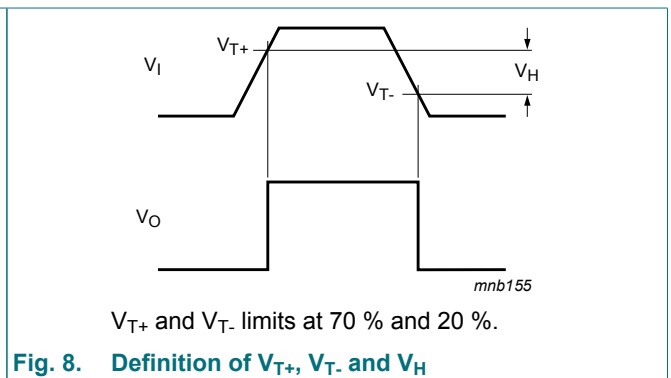 V_T+
V_I
V_H
V_T-
V_O
mnb155
V_T+ and V_T- limits at 70 % and 20 %.
Fig. 8. Definition of V_T+, V_T- and V_H